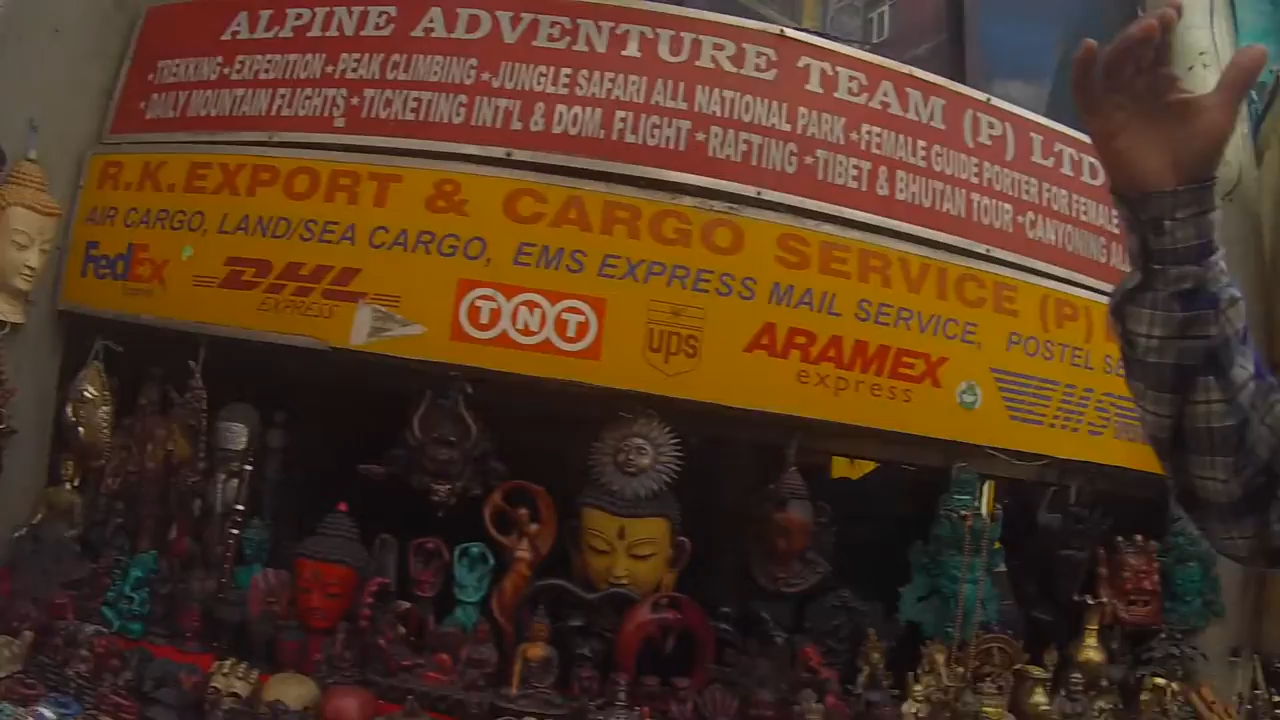 ALPINE ADVENTURE TEAM (P) LTD
•TREKKING•EXPEDITION•PEAK CLIMBING★JUNGLE SAFARI ALL NATIONAL PARK★FEMALE GUIDE PORTER FOR FEMALE
•DAILY MOUNTAIN FLIGHTS★TICKETING INT'L & DOM. FLIGHT★RAFTING★TIBET & BHUTAN TOUR★CANYONING
R.K.EXPORT & CARGO SERVICE (P)
AIR CARGO, LAND/SEA CARGO, EMS EXPRESS MAIL SERVICE, POSTEL
FedEx DHL EXPRESS TNT ups ARAMEX express EMS